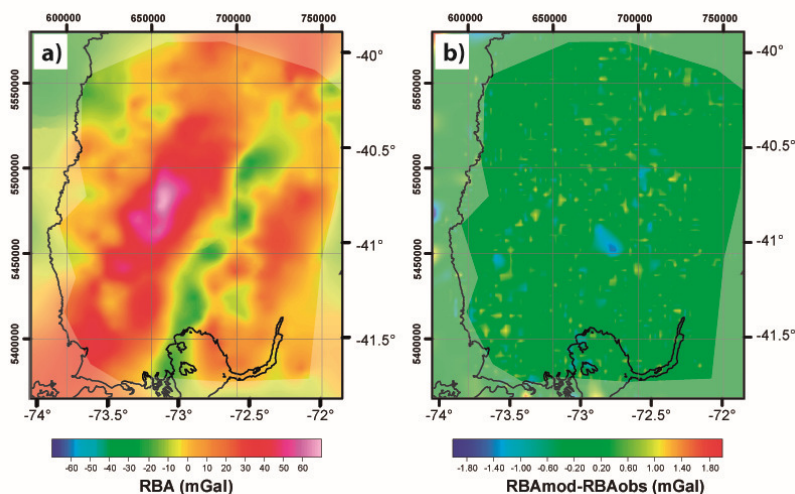 600000 650000 700000 750000 600000 650000 700000 750000
a) b)
-40° -40°
5550000 5550000
-40.5° -40.5°
5500000 5500000
-41° -41°
5450000 5450000
-41.5° -41.5°
5400000 5400000
-74 -73.5 -73 -72.5 -72 -74 -73.5 -73 -72.5 -72
-60 -50 -40 -30 -20 -10 0 10 20 30 40 50 60 -1.80 -1.40 -1.00 -0.60 -0.20 0.20 0.60 1.00 1.40 1.80
RBA (mGal) RBAmod-RBAobs (mGal)